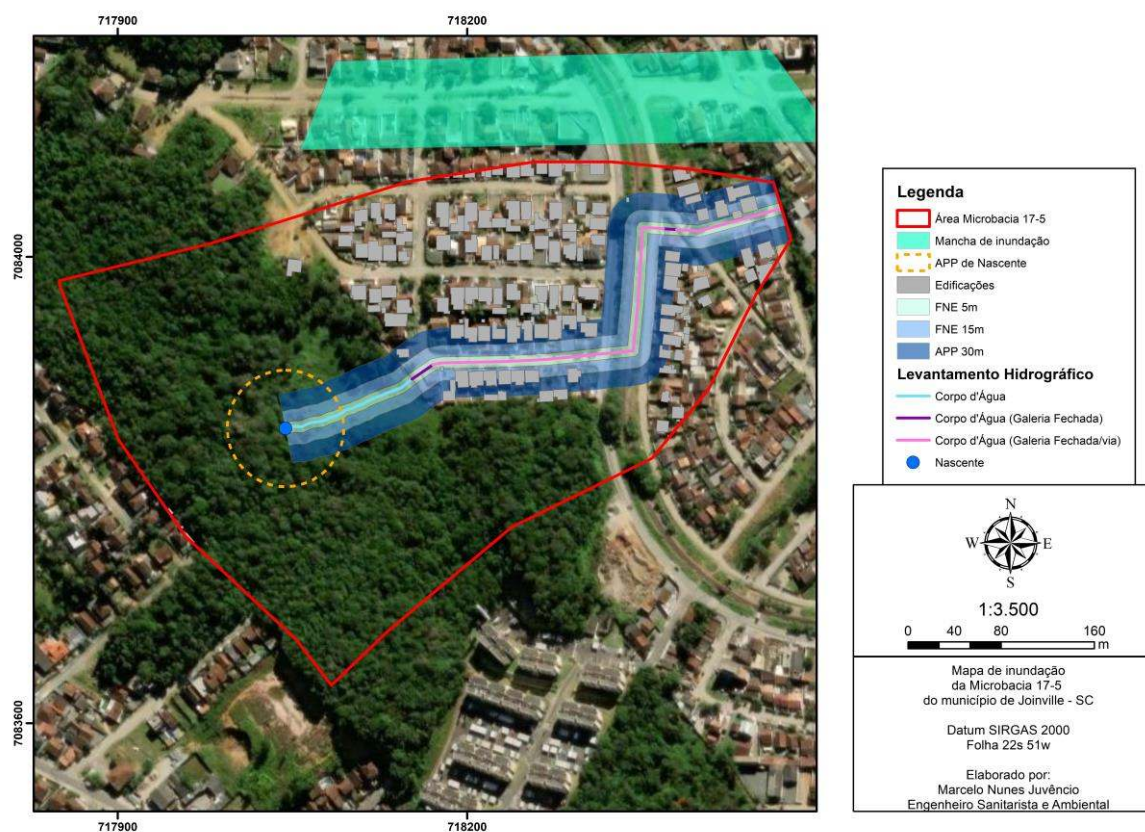 717900
718200
7084000
7083600
717900
718200
Legenda
Área Microbacia 17-5
Mancha de inundação
APP de Nascente
Edificações
FNE 5m
FNE 15m
APP 30m
Levantamento Hidrográfico
Corpo d'Água
Corpo d'Água (Galeria Fechada)
Corpo d'Água (Galeria Fechada/via)
Nascente
N
W E
S
1:3.500
0 40 80 160
m
Mapa de inundação
da Microbacia 17-5
do município de Joinville - SC
Datum SIRGAS 2000
Folha 22s 51w
Elaborado por:
Marcelo Nunes Juvêncio
Engenheiro Sanitarista e Ambiental